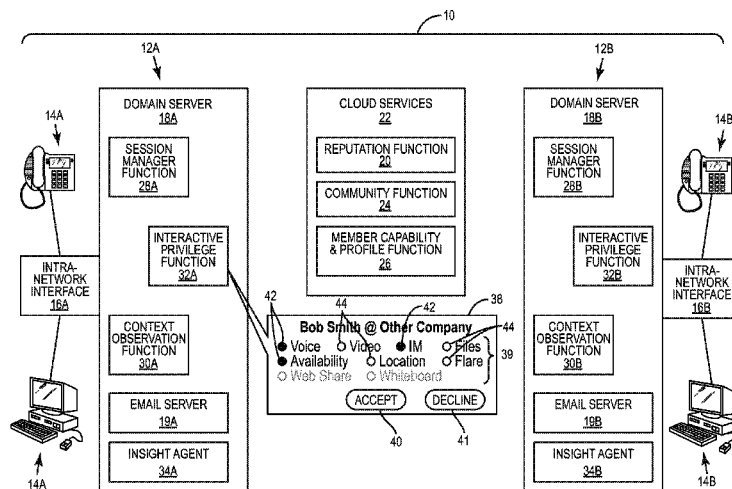 10
12A
12B
DOMAIN SERVER
18A
SESSION
MANAGER
FUNCTION
28A
INTERACTIVE
PRIVILEGE
FUNCTION
32A
CONTEXT
OBSERVATION
FUNCTION
30A
EMAIL SERVER
19A
INSIGHT AGENT
34A
14A
INTRA-
NETWORK
INTERFACE
16A
14A
CLOUD SERVICES
22
REPUTATION FUNCTION
20
COMMUNITY FUNCTION
24
MEMBER CAPABILITY
& PROFILE FUNCTION
26
42
44
42
38
44
Bob Smith @ Other Company
Voice Video IM Files
Availability Location Flare
Web Share Whiteboard
39
ACCEPT DECLINE
40
41
DOMAIN SERVER
18B
SESSION
MANAGER
FUNCTION
28B
INTERACTIVE
PRIVILEGE
FUNCTION
32B
CONTEXT
OBSERVATION
FUNCTION
30B
EMAIL SERVER
19B
INSIGHT AGENT
34B
14B
INTRA-
NETWORK
INTERFACE
16B
14B